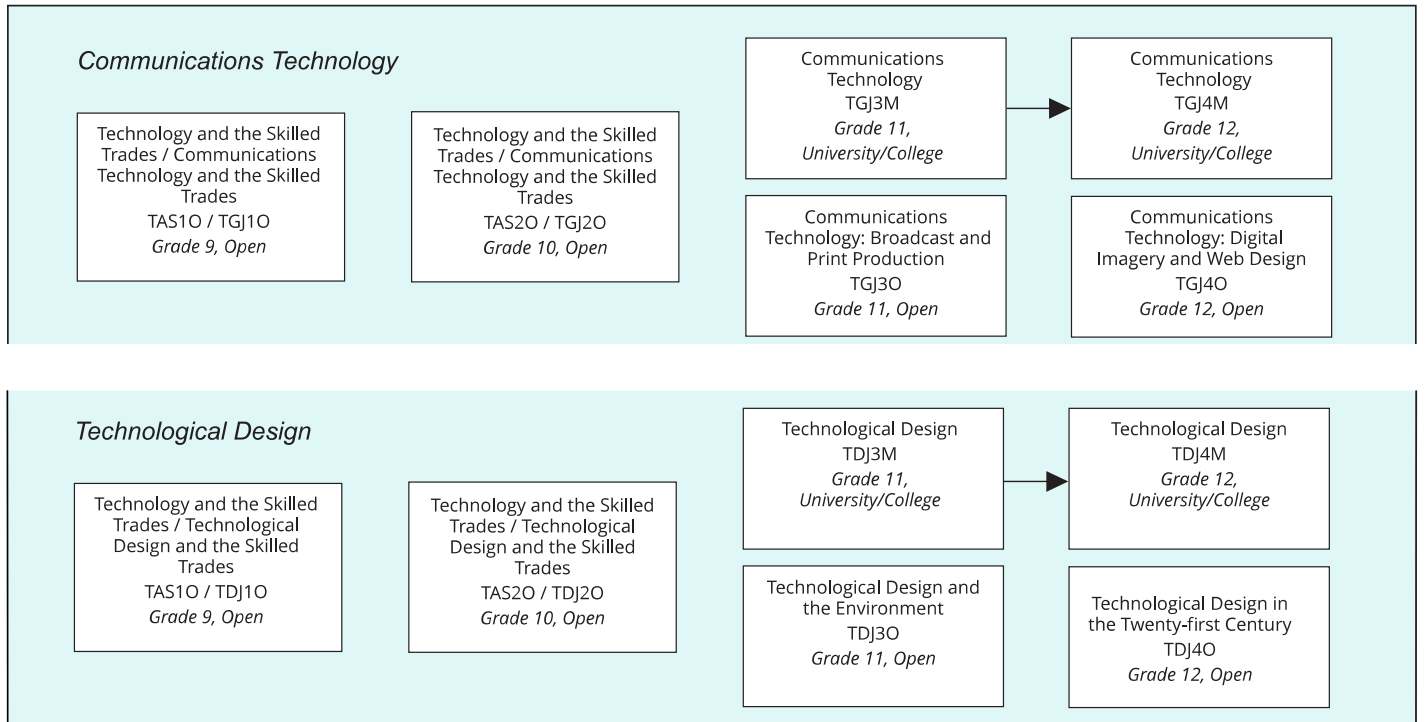 Communications Technology
Technology and the Skilled
Trades / Communications
Technology and the Skilled
Trades
TAS1O / TGJ1O
Grade 9, Open
Technology and the Skilled
Trades / Communications
Technology and the Skilled
Trades
TAS2O / TGJ2O
Grade 10, Open
Communications
Technology
TGJ3M
Grade 11,
University/College
Communications
Technology
TGJ4M
Grade 12,
University/College
Communications
Technology: Broadcast and
Print Production
TGJ3O
Grade 11, Open
Communications
Technology: Digital
Imagery and Web Design
TGJ4O
Grade 12, Open
Technological Design
Technology and the Skilled
Trades / Technological
Design and the Skilled
Trades
TAS1O / TDJ1O
Grade 9, Open
Technology and the Skilled
Trades / Technological
Design and the Skilled
Trades
TAS2O / TDJ2O
Grade 10, Open
Technological Design
TDJ3M
Grade 11,
University/College
Technological Design
TDJ4M
Grade 12,
University/College
Technological Design and
the Environment
TDJ3O
Grade 11, Open
Technological Design in
the Twenty-first Century
TDJ4O
Grade 12, Open